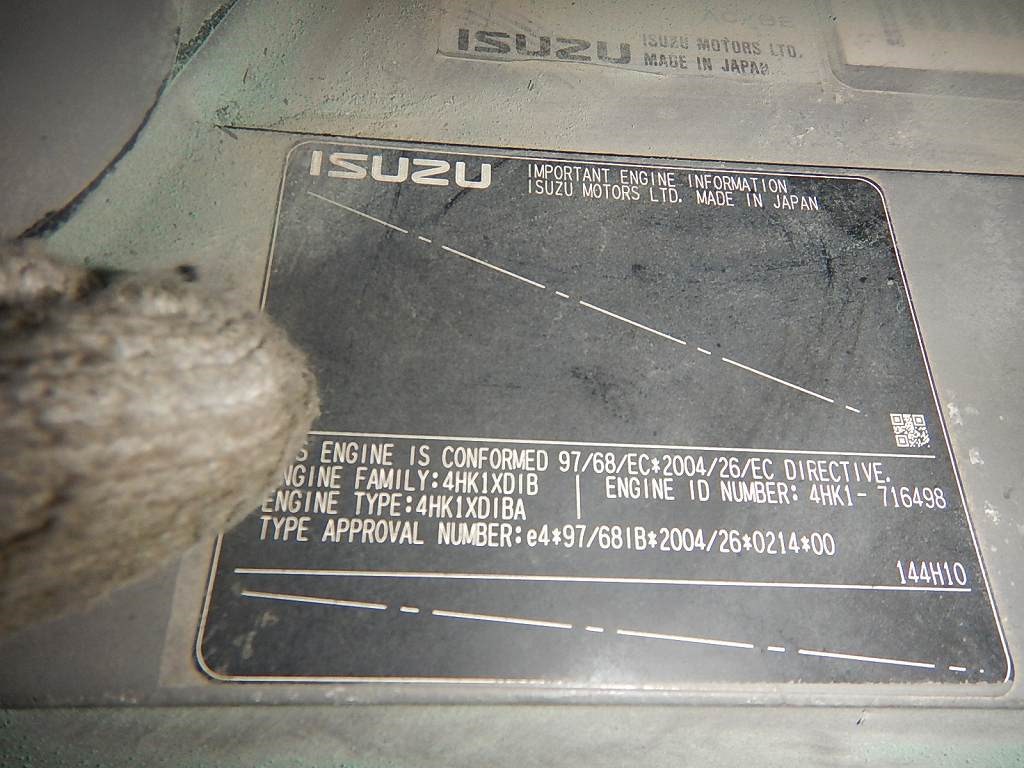 ISUZU ISUZU MOTORS LTD.
MADE IN JAPAN
ISUZU IMPORTANT ENGINE INFORMATION
ISUZU MOTORS LTD. MADE IN JAPAN
S ENGINE IS CONFORMED 97/68/EC*2004/26/EC DIRECTIVE.
ENGINE FAMILY:4HK1XDIB
ENGINE ID NUMBER: 4HK1- 716498
ENGINE TYPE:4HK1XDIBA
TYPE APPROVAL NUMBER:e4*97/68IB*2004/26*0214*00
144H10